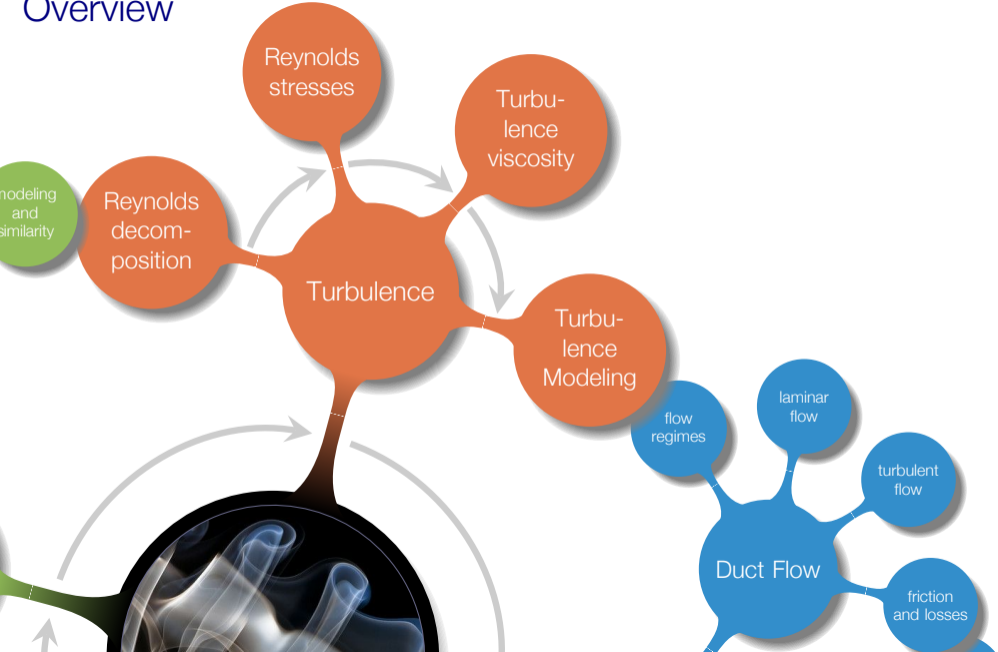 Overview
Reynolds
stresses
Turbu-
lence
viscosity
modeling
and
similarity
Reynolds
decom-
position
Turbulence
Turbu-
lence
Modeling
flow
regimes
laminar
flow
turbulent
flow
Duct Flow
friction
and losses